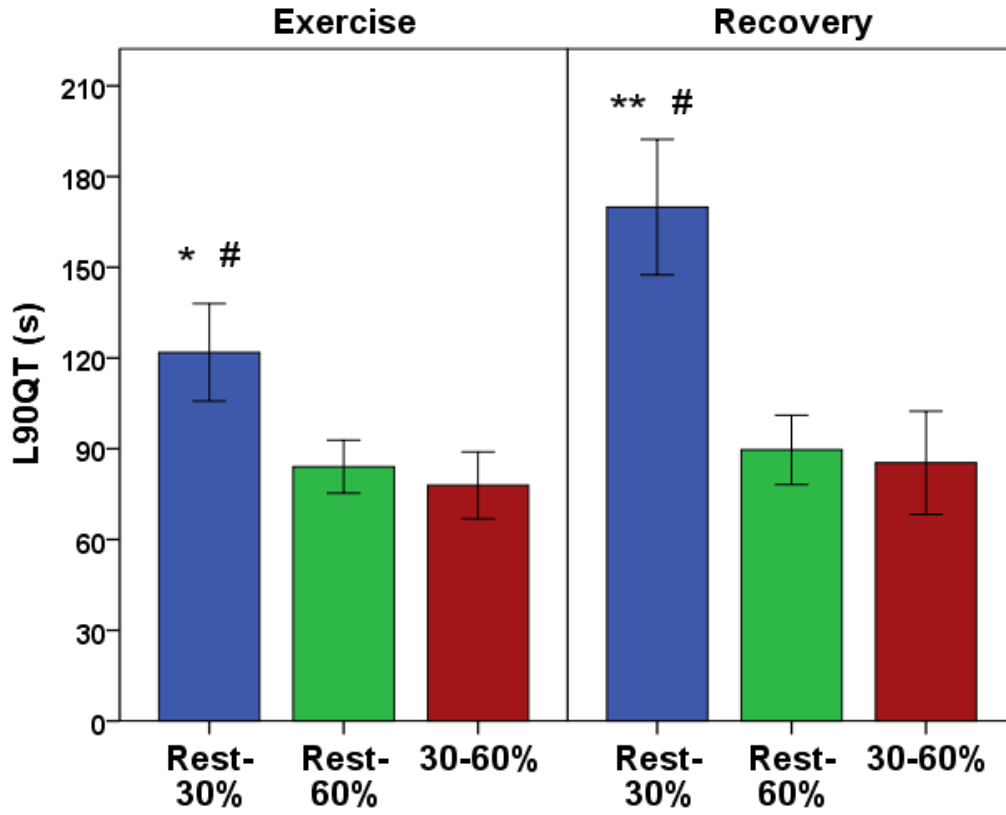 Exercise
Recovery
L90QT (s)
210
180
150
120
90
60
30
0
* #
** #
Rest-
30%
Rest-
60%
30-60%
Rest-
30%
Rest-
60%
30-60%